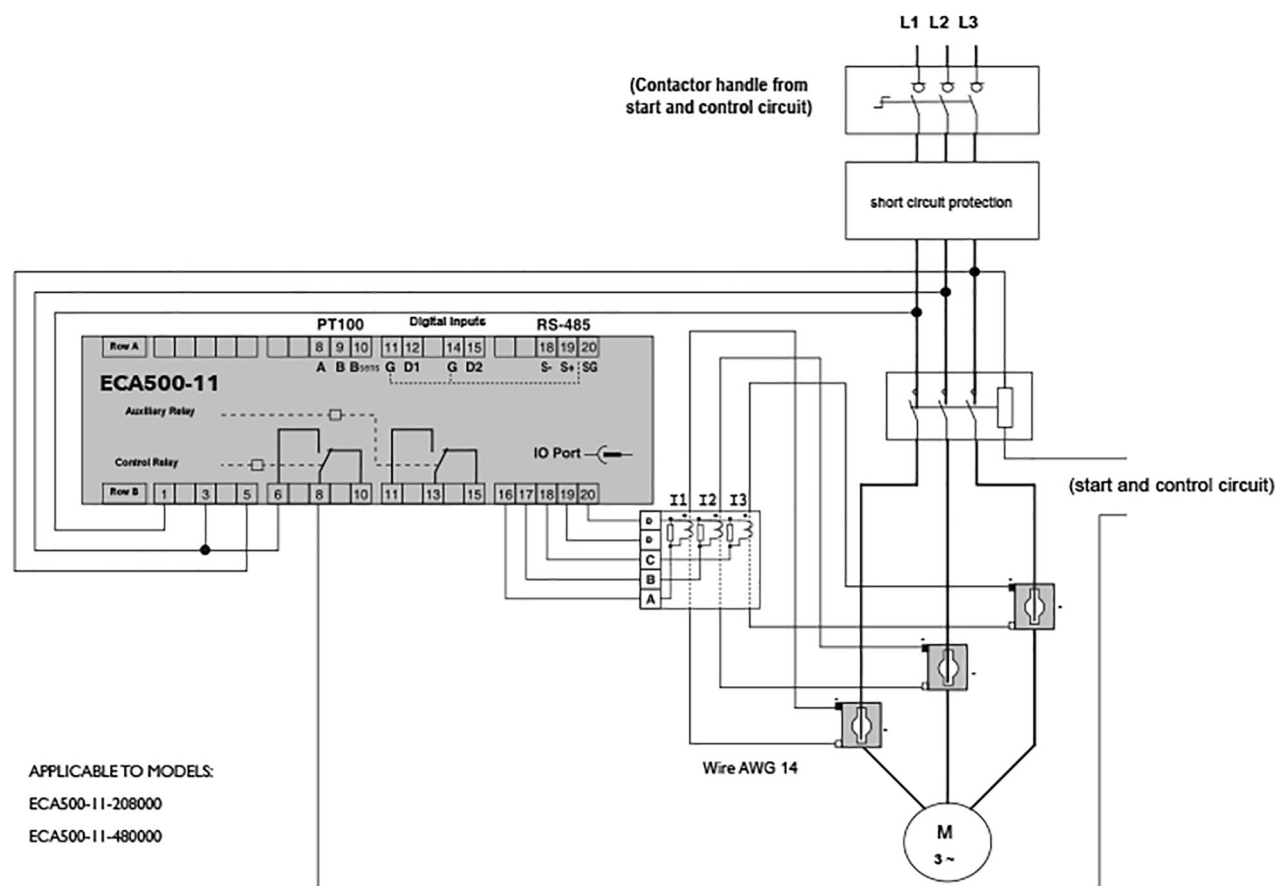 L1 L2 L3
(Contactor handle from
start and control circuit)
short circuit protection
PT100 Digital Inputs RS-485
Row A 8 9 10 11 12 14 15 18 19 20
A B Bsens G D1 G D2 S- S+ SG
ECA500-11
Auxiliary Relay
Control Relay
IO Port
Row B 1 3 5 6 8 10 11 13 15 16 17 18 19 20
(start and control circuit)
I1 I2 I3
D
D
C
B
A
Wire AWG 14
APPLICABLE TO MODELS:
ECA500-11-208000
ECA500-11-480000
M
3 ~